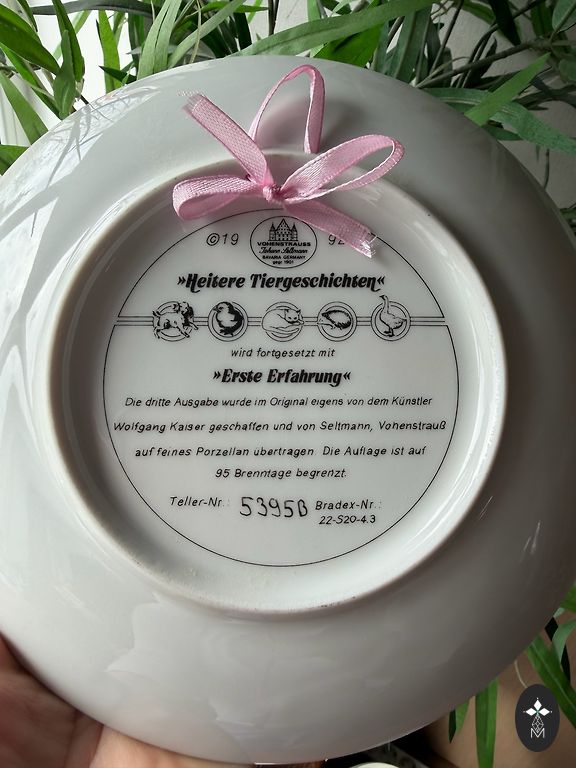 ©19 92
VOHENSTRAUSS
Johann Seltmann
BAVARIA GERMANY
gegr. 1901
»Heitere Tiergeschichten«
wird fortgesetzt mit
»Erste Erfahrung«
Die dritte Ausgabe wurde im Original eigens von dem Künstler
Wolfgang Kaiser geschaffen und von Seltmann, Vohenstrauß
auf feines Porzellan übertragen. Die Auflage ist auf
95 Brenntage begrenzt.
Teller-Nr.: 5395B Bradex-Nr.:
22-S20-4.3
M